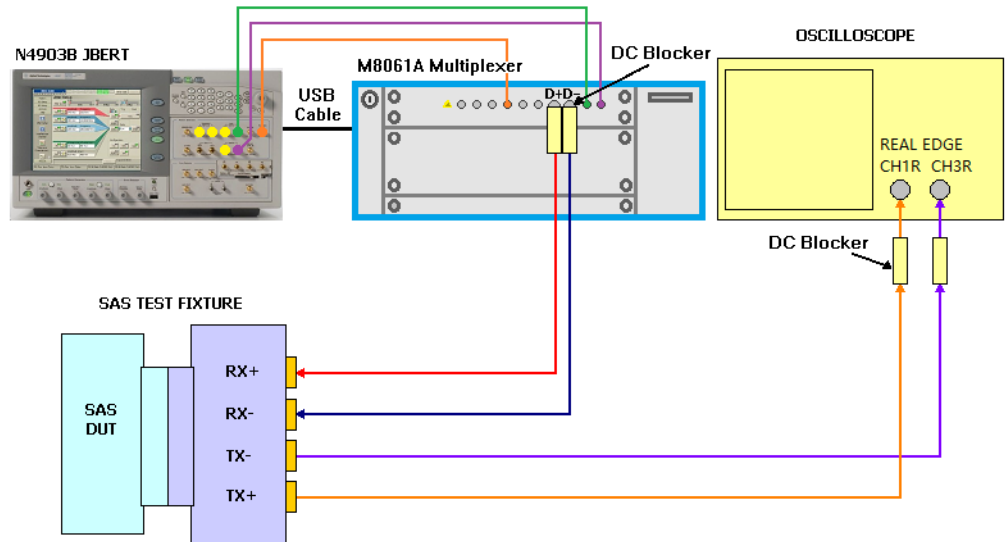 N4903B JBERT
USB
Cable
M8061A Multiplexer
DC Blocker
D+D-
OSCILLOSCOPE
REAL EDGE
CH1R CH3R
DC Blocker
SAS TEST FIXTURE
SAS
DUT
RX+
RX-
TX-
TX+